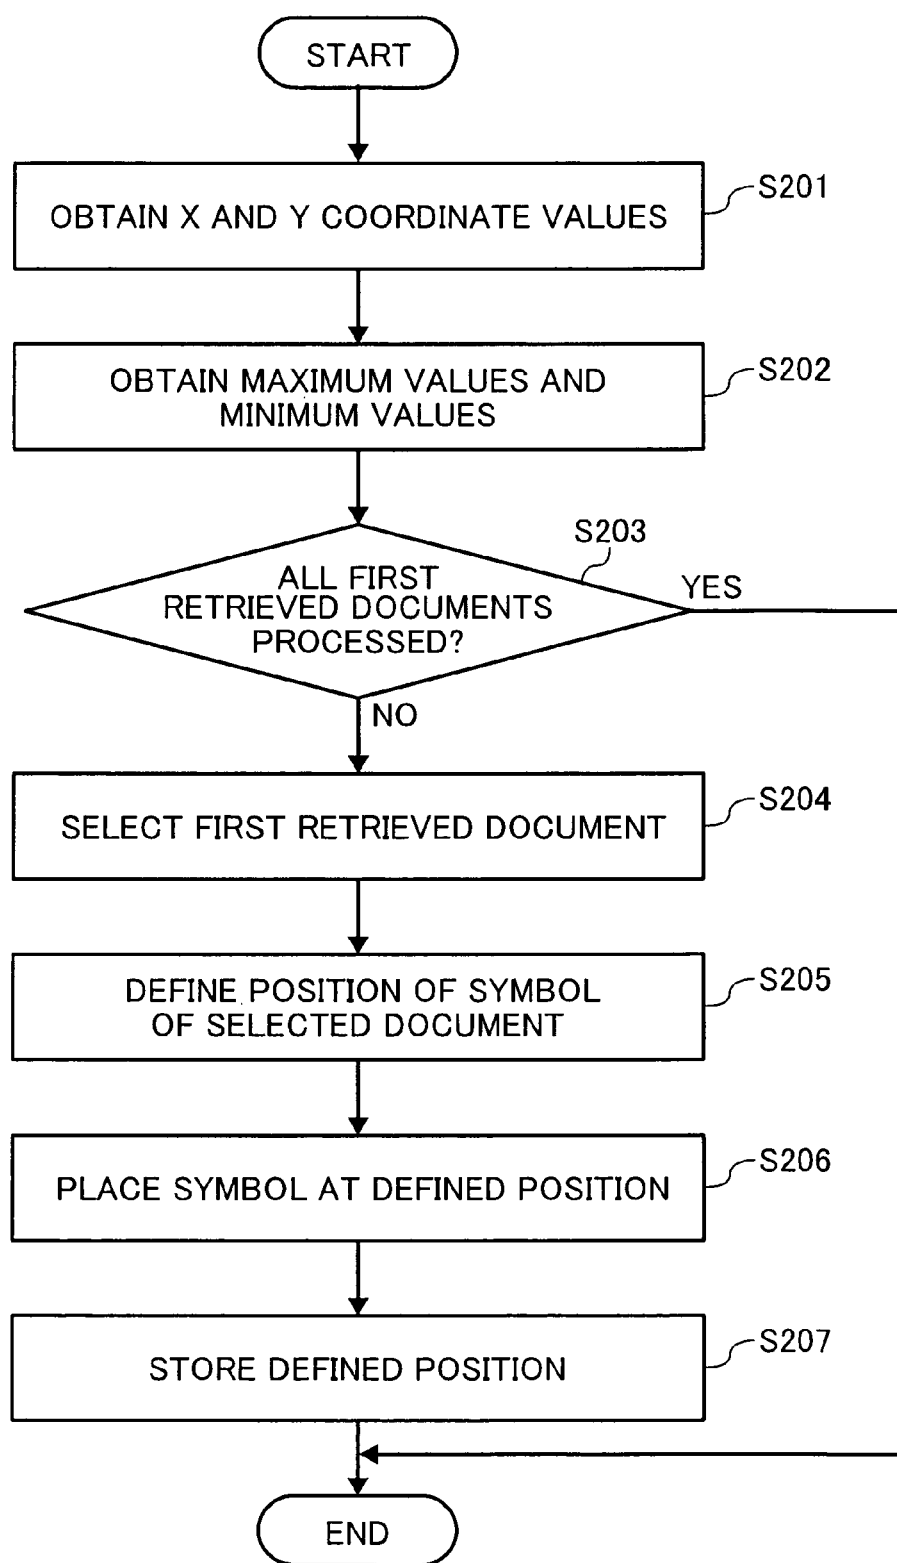 START
OBTAIN X AND Y COORDINATE VALUES
S201
OBTAIN MAXIMUM VALUES AND
MINIMUM VALUES
S202
S203
ALL FIRST
RETRIEVED DOCUMENTS
PROCESSED?
YES
NO
SELECT FIRST RETRIEVED DOCUMENT
S204
DEFINE POSITION OF SYMBOL
OF SELECTED DOCUMENT
S205
PLACE SYMBOL AT DEFINED POSITION
S206
STORE DEFINED POSITION
S207
END